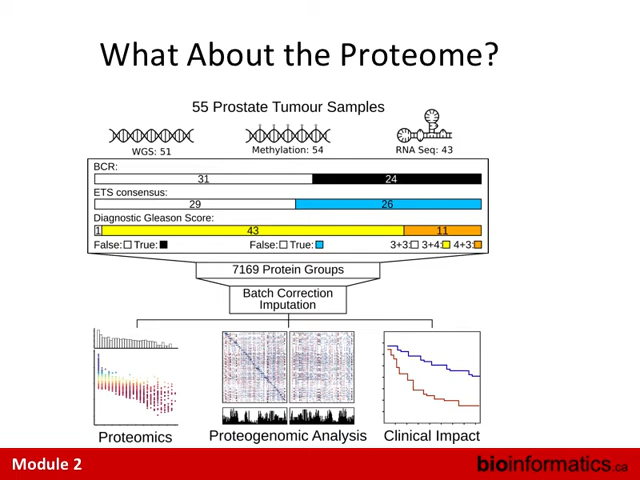 What About the Proteome?
55 Prostate Tumour Samples
WGS: 51
Methylation: 54
RNA Seq: 43
BCR:
31 24
ETS consensus:
29 26
Diagnostic Gleason Score:
1 43 11
False: True: False: True: 3+3: 3+4: 4+3:
7169 Protein Groups
Batch Correction
Imputation
Proteomics
Proteogenomic Analysis
Clinical Impact
Module 2
bioinformatics.ca